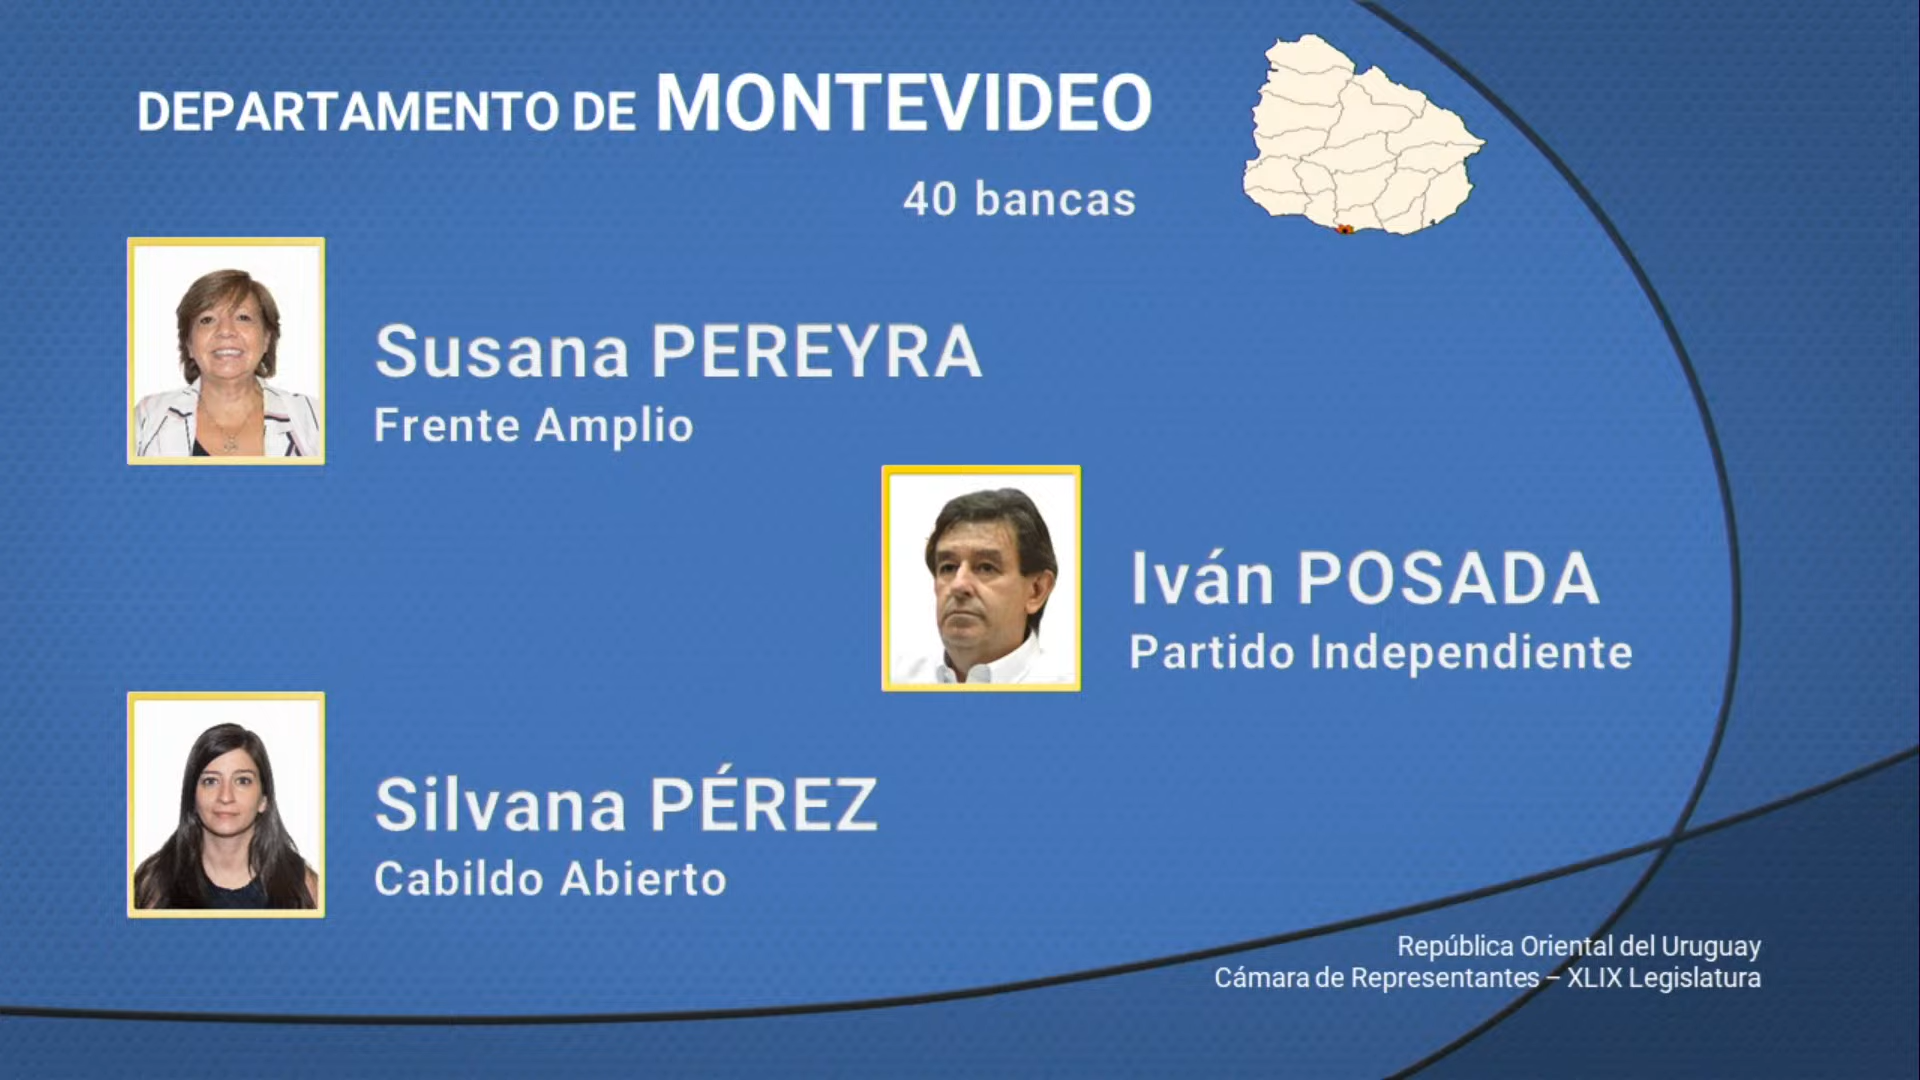 DEPARTAMENTO DE MONTEVIDEO
40 bancas
Susana PEREYRA
Frente Amplio
Iván POSADA
Partido Independiente
Silvana PÉREZ
Cabildo Abierto
República Oriental del Uruguay
Cámara de Representantes – XLIX Legislatura